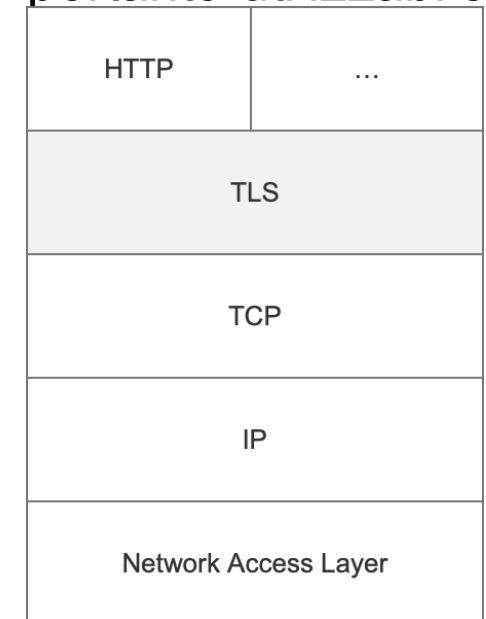 HTTP
…
TLS
TCP
IP
Network Access Layer